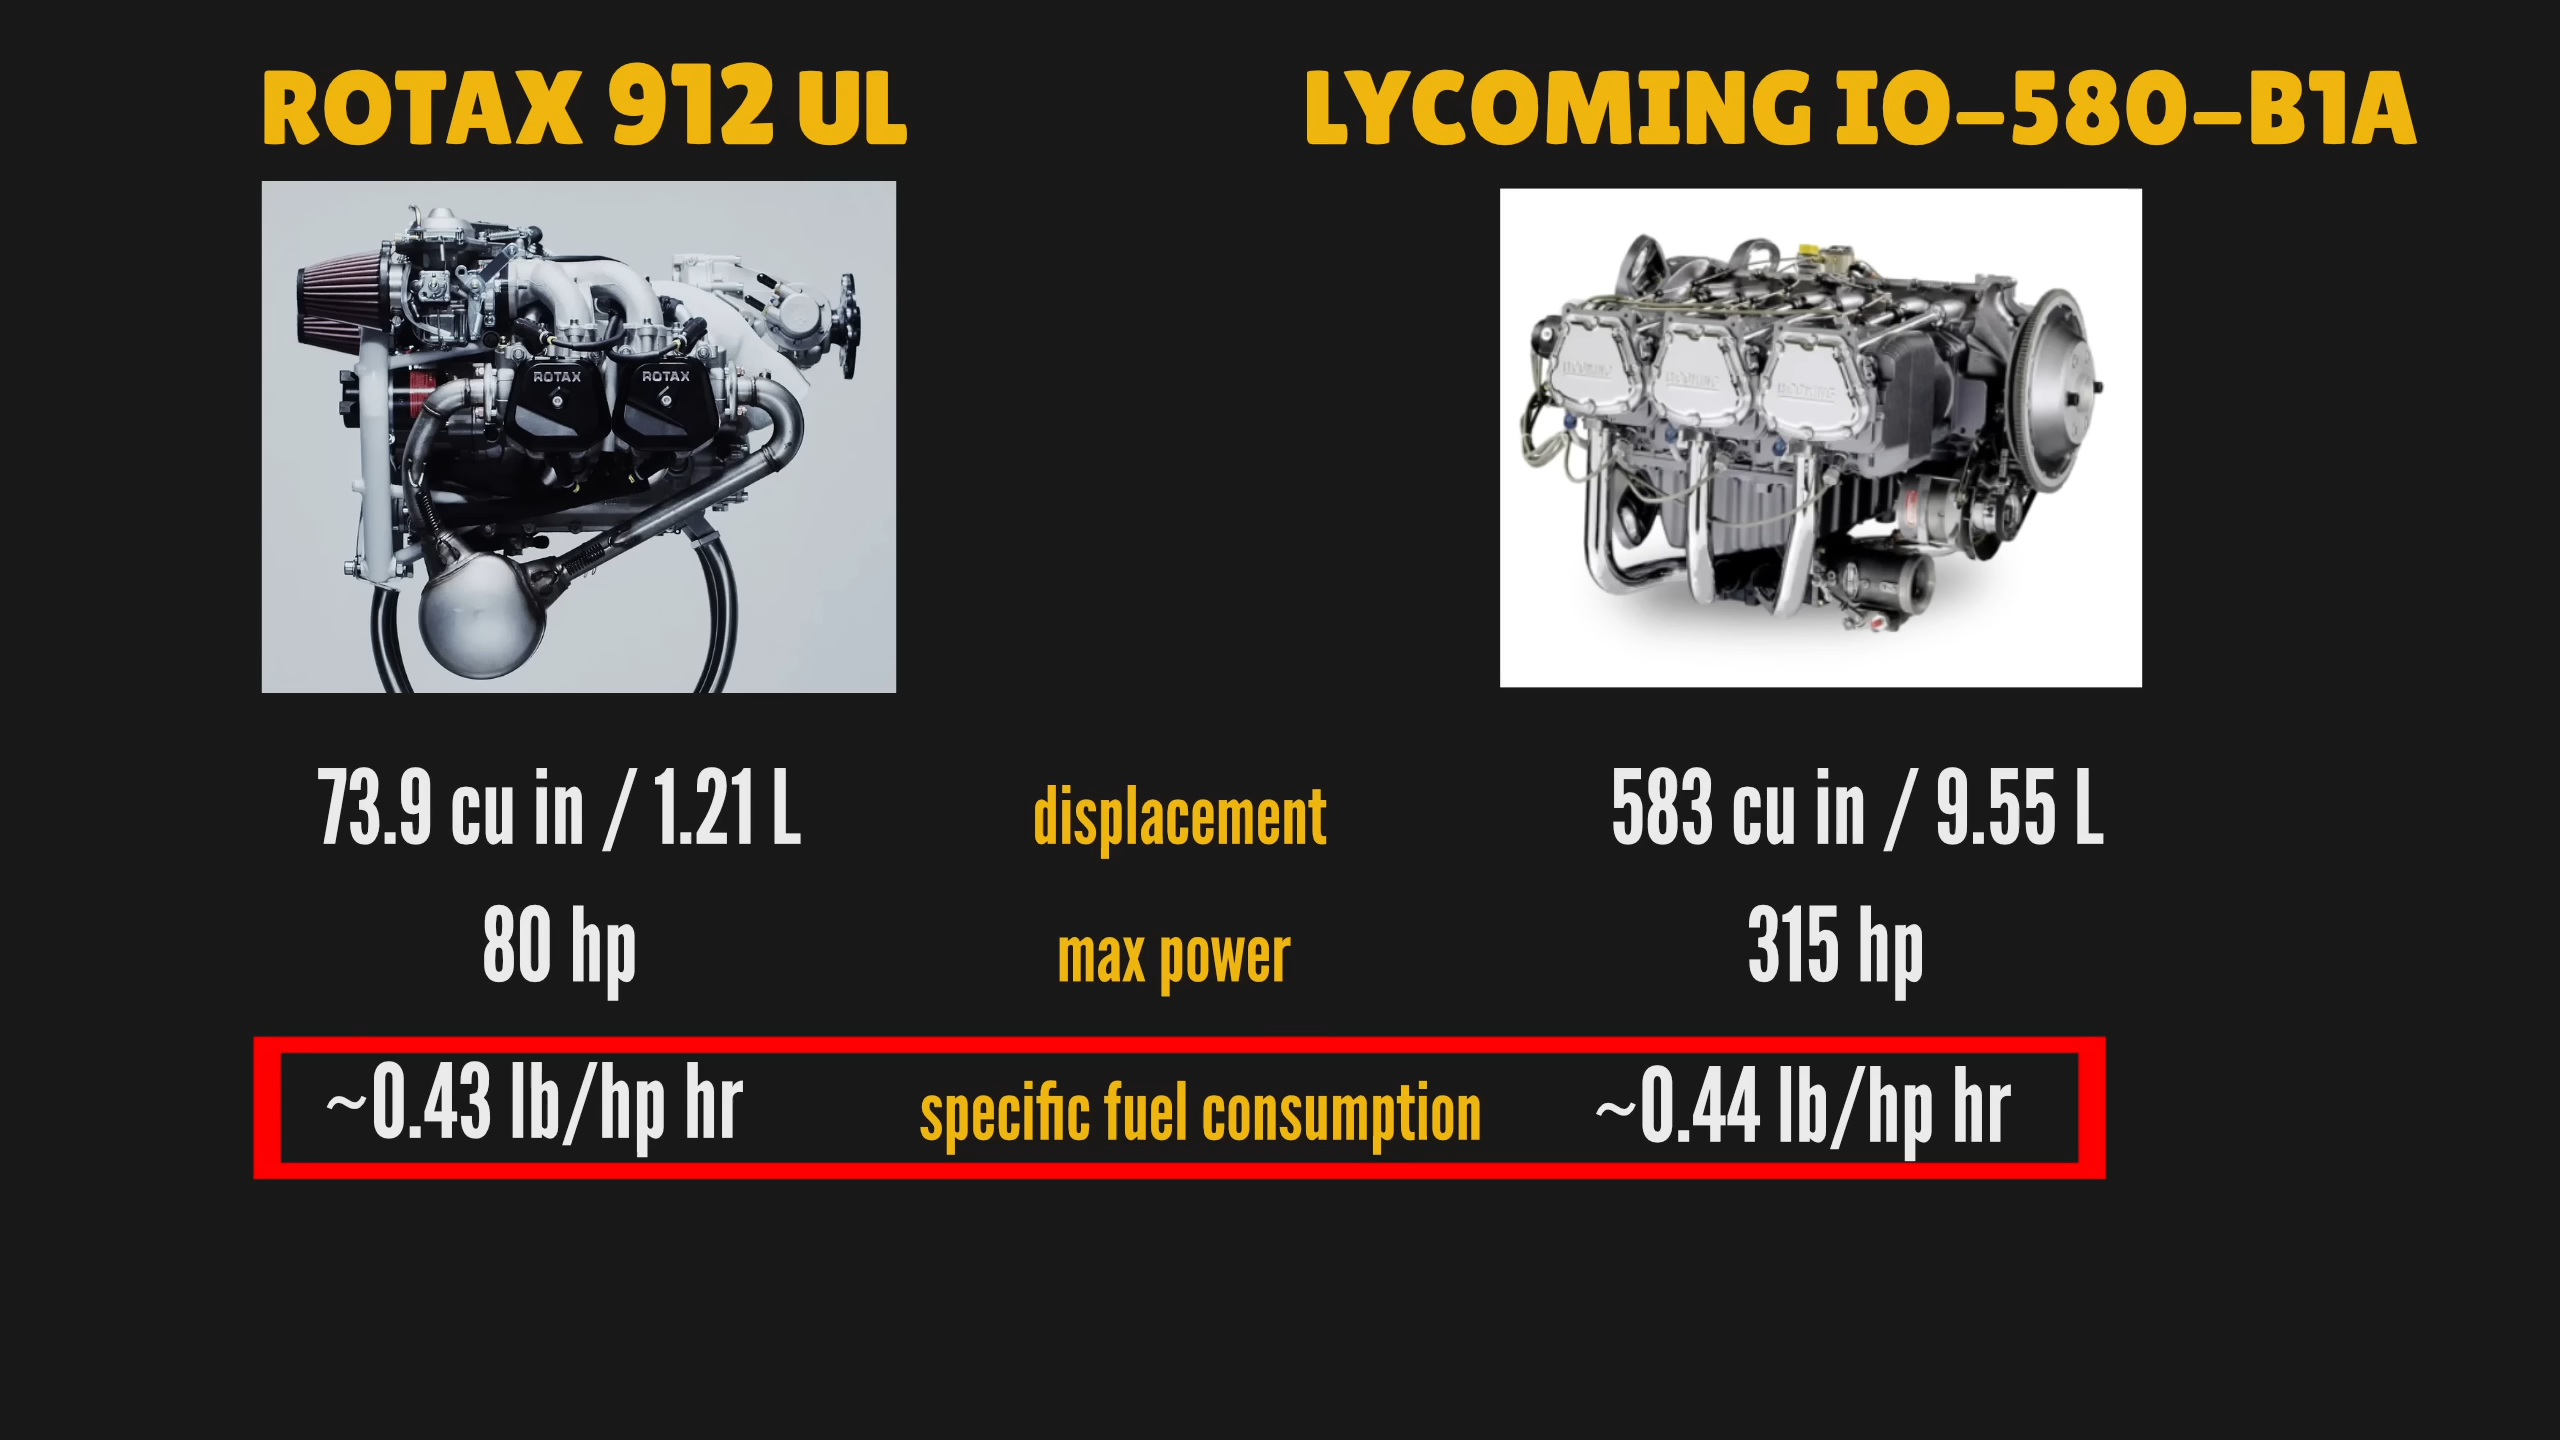 ROTAX 912 UL
LYCOMING IO-580-B1A
ROTAX
ROTAX
73.9 cu in / 1.21 L
displacement
583 cu in / 9.55 L
80 hp
max power
315 hp
~0.43 lb/hp hr
specific fuel consumption
~0.44 lb/hp hr